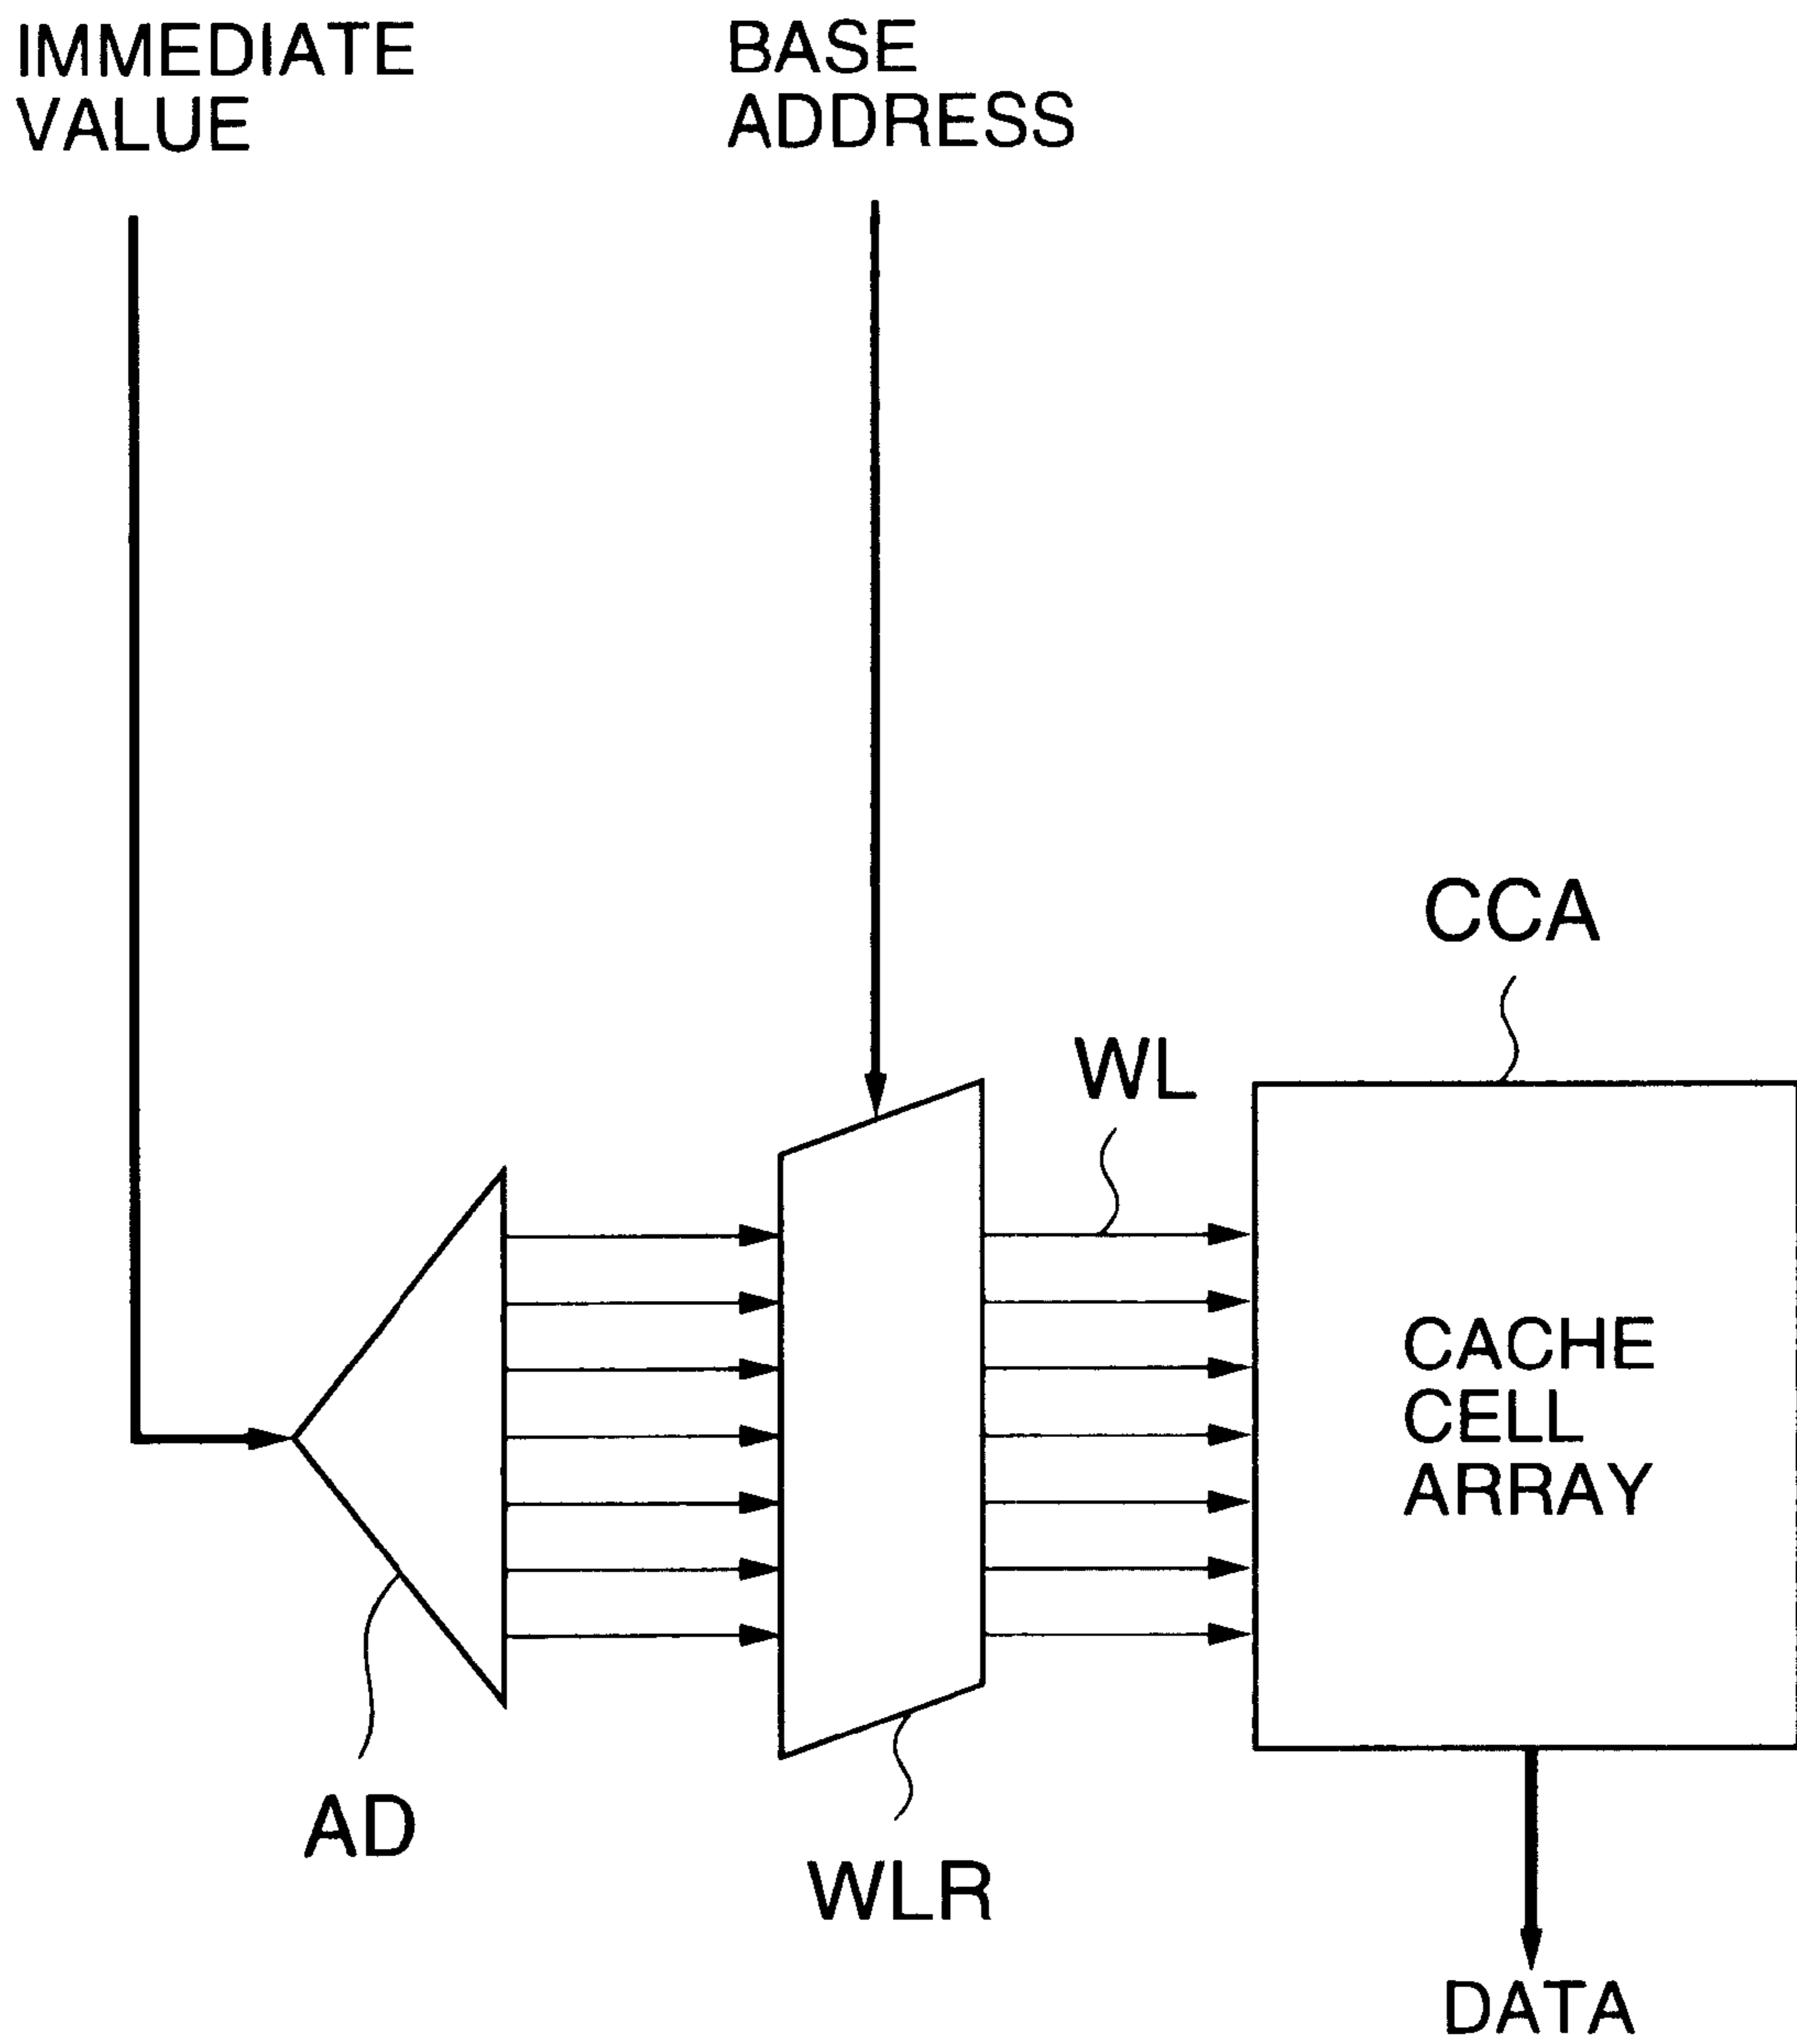 IMMEDIATE
VALUE
BASE
ADDRESS
CCA
WL
CACHE
CELL
ARRAY
AD
WLR
DATA